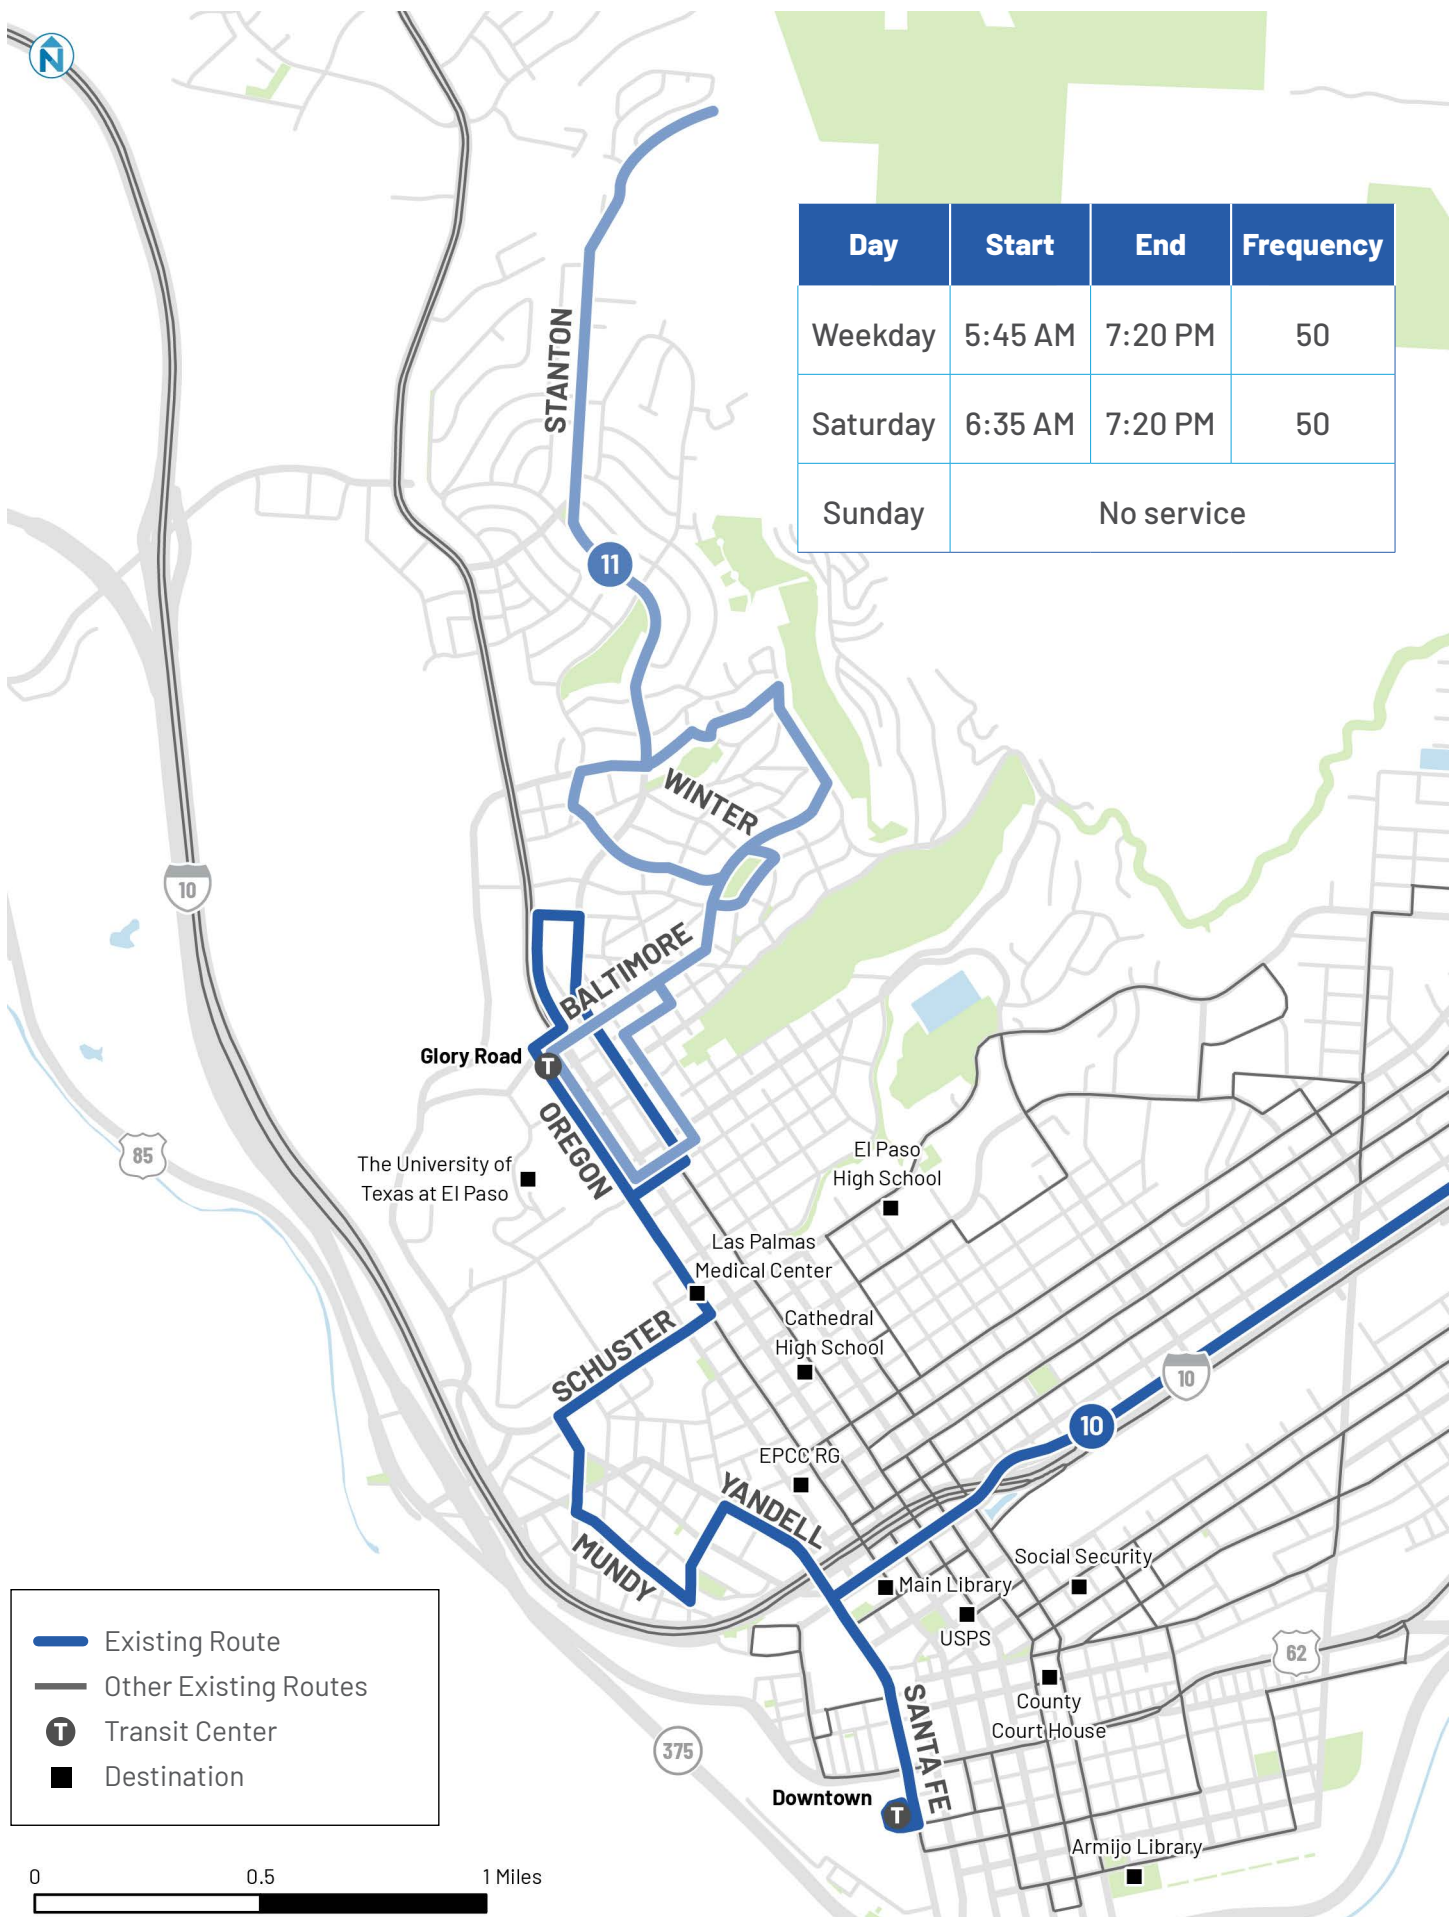 N
Day Start End Frequency
Weekday 5:45 AM 7:20 PM 50
Saturday 6:35 AM 7:20 PM 50
Sunday No service
STANTON
11
WINTER
10
BALTIMORE
Glory Road
T
OREGON
85
The University of
Texas at El Paso
El Paso
High School
Las Palmas
Medical Center
SCHUSTER
Cathedral
High School
10
10
EPCC RG
YANDELL
MUNDY
Social Security
Main Library
USPS
62
County
Court House
SANTA FE
375
Downtown
T
Armijo Library
Existing Route
Other Existing Routes
T Transit Center
Destination
0 0.5 1 Miles